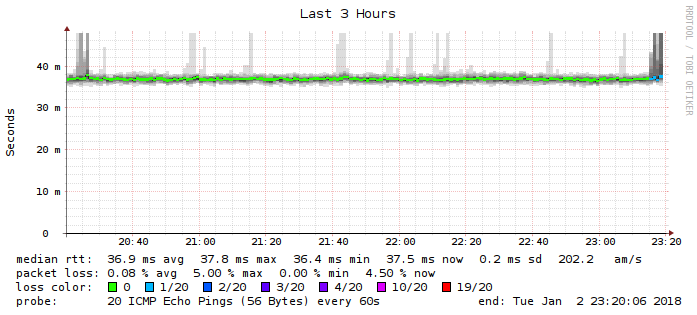 Last 3 Hours
RRDTOOL / TOBI OETIKER
Seconds
40 m
30 m
20 m
10 m
0
20:40 21:00 21:20 21:40 22:00 22:20 22:40 23:00 23:20
median rtt: 36.9 ms avg 37.8 ms max 36.4 ms min 37.5 ms now 0.2 ms sd 202.2 am/s
packet loss: 0.08 % avg 5.00 % max 0.00 % min 4.50 % now
loss color: 0 1/20 2/20 3/20 4/20 10/20 19/20
probe: 20 ICMP Echo Pings (56 Bytes) every 60s end: Tue Jan 2 23:20:06 2018